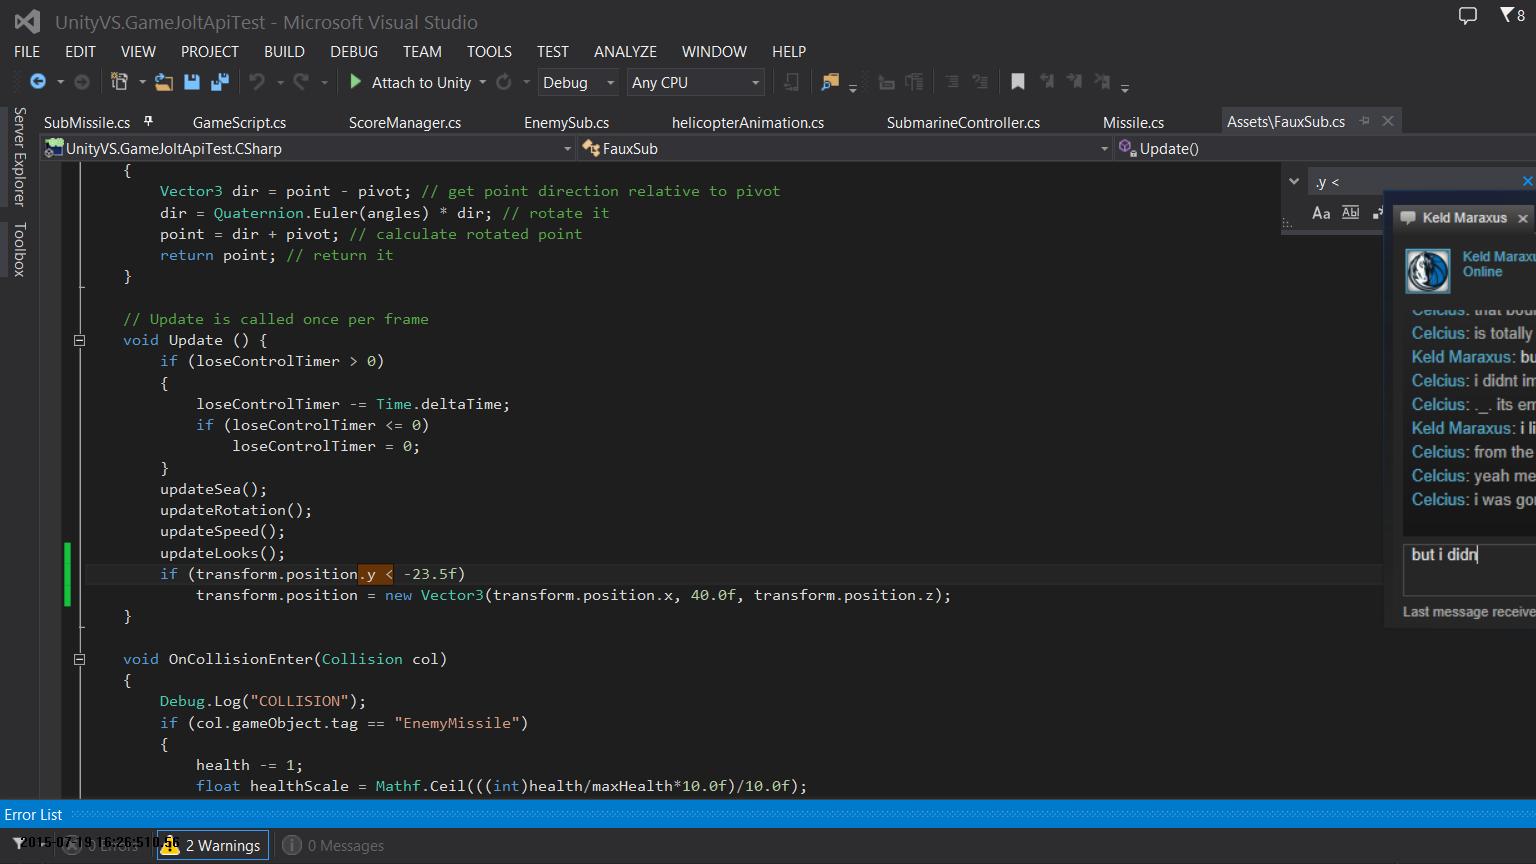 UnityVS.GameJoltApiTest - Microsoft Visual Studio
8
FILE EDIT VIEW PROJECT BUILD DEBUG TEAM TOOLS TEST ANALYZE WINDOW HELP
Attach to Unity Debug Any CPU
Server Explorer
Toolbox
SubMissile.cs GameScript.cs ScoreManager.cs EnemySub.cs helicopterAnimation.cs SubmarineController.cs Missile.cs Assets\FauxSub.cs
UnityVS.GameJoltApiTest.CSharp FauxSub Update()
{
Vector3 dir = point - pivot; // get point direction relative to pivot
dir = Quaternion.Euler(angles) * dir; // rotate it
point = dir + pivot; // calculate rotated point
return point; // return it
}
// Update is called once per frame
void Update () {
if (loseControlTimer > 0)
{
loseControlTimer -= Time.deltaTime;
if (loseControlTimer <= 0)
loseControlTimer = 0;
}
updateSea();
updateRotation();
updateSpeed();
updateLooks();
if (transform.position.y < -23.5f)
transform.position = new Vector3(transform.position.x, 40.0f, transform.position.z);
}
void OnCollisionEnter(Collision col)
{
Debug.Log("COLLISION");
if (col.gameObject.tag == "EnemyMissile")
{
health -= 1;
float healthScale = Mathf.Ceil(((int)health/maxHealth*10.0f)/10.0f);
.y <
Aa Abl .*
Keld Maraxus
Keld Maraxu
Online
Celcius: that boun
Celcius: is totally
Keld Maraxus: bu
Celcius: i didnt im
Celcius: ._. its em
Keld Maraxus: i li
Celcius: from the
Celcius: yeah me
Celcius: i was gon
but i didn
Last message receive
Error List
2015-07-19 16:26:51
0 Errors 2 Warnings 0 Messages